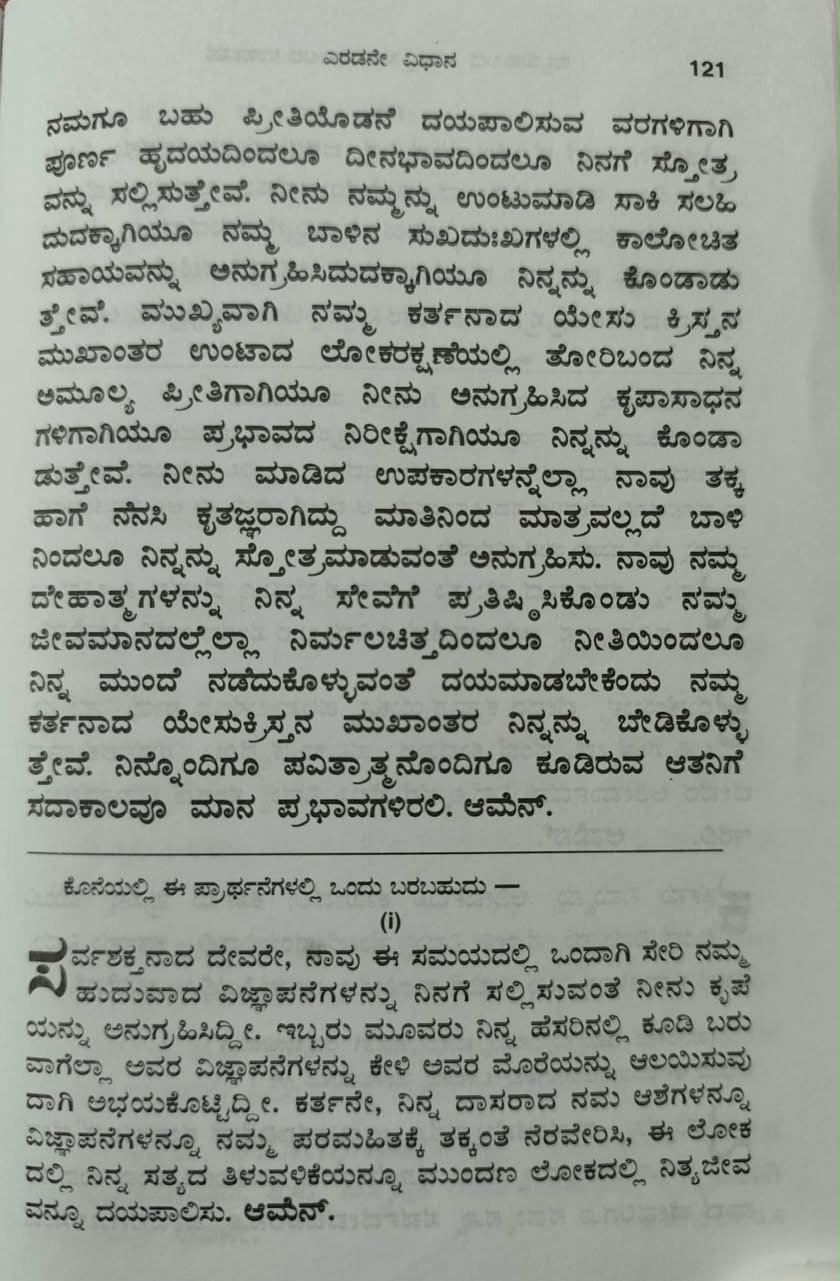 ಎರಡನೇ ವಿಧಾನ
121
ನಮಗೂ ಬಹು ಪ್ರೀತಿಯೊಡನೆ ದಯಪಾಲಿಸುವ ವರಗಳಿಗಾಗಿ
ಪೂರ್ಣ ಹೃದಯದಿಂದಲೂ ದೀನಭಾವದಿಂದಲೂ ನಿನಗೆ ಸ್ತೋತ್ರ
ವನ್ನು ಸಲ್ಲಿಸುತ್ತೇವೆ. ನೀನು ನಮ್ಮನ್ನು ಉಂಟುಮಾಡಿ ಸಾಕಿ ಸಲಹಿ
ದುದಕ್ಕಾಗಿಯೂ ನಮ್ಮ ಬಾಳಿನ ಸುಖದುಃಖಗಳಲ್ಲಿ ಕಾಲೋಚಿತ
ಸಹಾಯವನ್ನು ಅನುಗ್ರಹಿಸಿದುದಕ್ಕಾಗಿಯೂ ನಿನ್ನನ್ನು ಕೊಂಡಾಡು
ತ್ತೇವೆ. ಮುಖ್ಯವಾಗಿ ನಮ್ಮ ಕರ್ತನಾದ ಯೇಸು ಕ್ರಿಸ್ತನ
ಮುಖಾಂತರ ಉಂಟಾದ ಲೋಕರಕ್ಷಣೆಯಲ್ಲಿ ತೋರಿಬಂದ ನಿನ್ನ
ಅಮೂಲ್ಯ ಪ್ರೀತಿಗಾಗಿಯೂ ನೀನು ಅನುಗ್ರಹಿಸಿದ ಕೃಪಾಸಾಧನ
ಗಳಿಗಾಗಿಯೂ ಪ್ರಭಾವದ ನಿರೀಕ್ಷೆಗಾಗಿಯೂ ನಿನ್ನನ್ನು ಕೊಂಡಾ
ಡುತ್ತೇವೆ. ನೀನು ಮಾಡಿದ ಉಪಕಾರಗಳನ್ನೆಲ್ಲಾ ನಾವು ತಕ್ಕ
ಹಾಗೆ ನೆನಸಿ ಕೃತಜ್ಞರಾಗಿದ್ದು ಮಾತಿನಿಂದ ಮಾತ್ರವಲ್ಲದೆ ಬಾಳಿ
ನಿಂದಲೂ ನಿನ್ನನ್ನು ಸ್ತೋತ್ರಮಾಡುವಂತೆ ಅನುಗ್ರಹಿಸು. ನಾವು ನಮ್ಮ
ದೇಹಾತ್ಮಗಳನ್ನು ನಿನ್ನ ಸೇವೆಗೆ ಪ್ರತಿಷ್ಠಿಸಿಕೊಂಡು ನಮ್ಮ
ಜೀವಮಾನದಲ್ಲೆಲ್ಲಾ ನಿರ್ಮಲಚಿತ್ತದಿಂದಲೂ ನೀತಿಯಿಂದಲೂ
ನಿನ್ನ ಮುಂದೆ ನಡೆದುಕೊಳ್ಳುವಂತೆ ದಯಮಾಡಬೇಕೆಂದು ನಮ್ಮ
ಕರ್ತನಾದ ಯೇಸುಕ್ರಿಸ್ತನ ಮುಖಾಂತರ ನಿನ್ನನ್ನು ಬೇಡಿಕೊಳ್ಳು
ತ್ತೇವೆ. ನಿನ್ನೊಂದಿಗೂ ಪವಿತ್ರಾತ್ಮನೊಂದಿಗೂ ಕೂಡಿರುವ ಆತನಿಗೆ
ಸದಾಕಾಲವೂ ಮಾನ ಪ್ರಭಾವಗಳಿರಲಿ. ಆಮೆನ್.
ಕೊನೆಯಲ್ಲಿ ಈ ಪ್ರಾರ್ಥನೆಗಳಲ್ಲಿ ಒಂದು ಬರಬಹುದು —
(i)
ಸರ್ವಶಕ್ತನಾದ ದೇವರೇ, ನಾವು ಈ ಸಮಯದಲ್ಲಿ ಒಂದಾಗಿ ಸೇರಿ ನಮ್ಮ
ಹುದುವಾದ ವಿಜ್ಞಾಪನೆಗಳನ್ನು ನಿನಗೆ ಸಲ್ಲಿಸುವಂತೆ ನೀನು ಕೃಪೆ
ಯನ್ನು ಅನುಗ್ರಹಿಸಿದ್ದೀ. ಇಬ್ಬರು ಮೂವರು ನಿನ್ನ ಹೆಸರಿನಲ್ಲಿ ಕೂಡಿ ಬರು
ವಾಗೆಲ್ಲಾ ಅವರ ವಿಜ್ಞಾಪನೆಗಳನ್ನು ಕೇಳಿ ಅವರ ಮೊರೆಯನ್ನು ಆಲಯಿಸುವು
ದಾಗಿ ಅಭಯಕೊಟ್ಟಿದ್ದೀ. ಕರ್ತನೇ, ನಿನ್ನ ದಾಸರಾದ ನಮ ಆಶೆಗಳನ್ನೂ
ವಿಜ್ಞಾಪನೆಗಳನ್ನೂ ನಮ್ಮ ಪರಮಹಿತಕ್ಕೆ ತಕ್ಕಂತೆ ನೆರವೇರಿಸಿ, ಈ ಲೋಕ
ದಲ್ಲಿ ನಿನ್ನ ಸತ್ಯದ ತಿಳುವಳಿಕೆಯನ್ನೂ ಮುಂದಣ ಲೋಕದಲ್ಲಿ ನಿತ್ಯಜೀವ
ವನ್ನೂ ದಯಪಾಲಿಸು. ಆಮೆನ್.